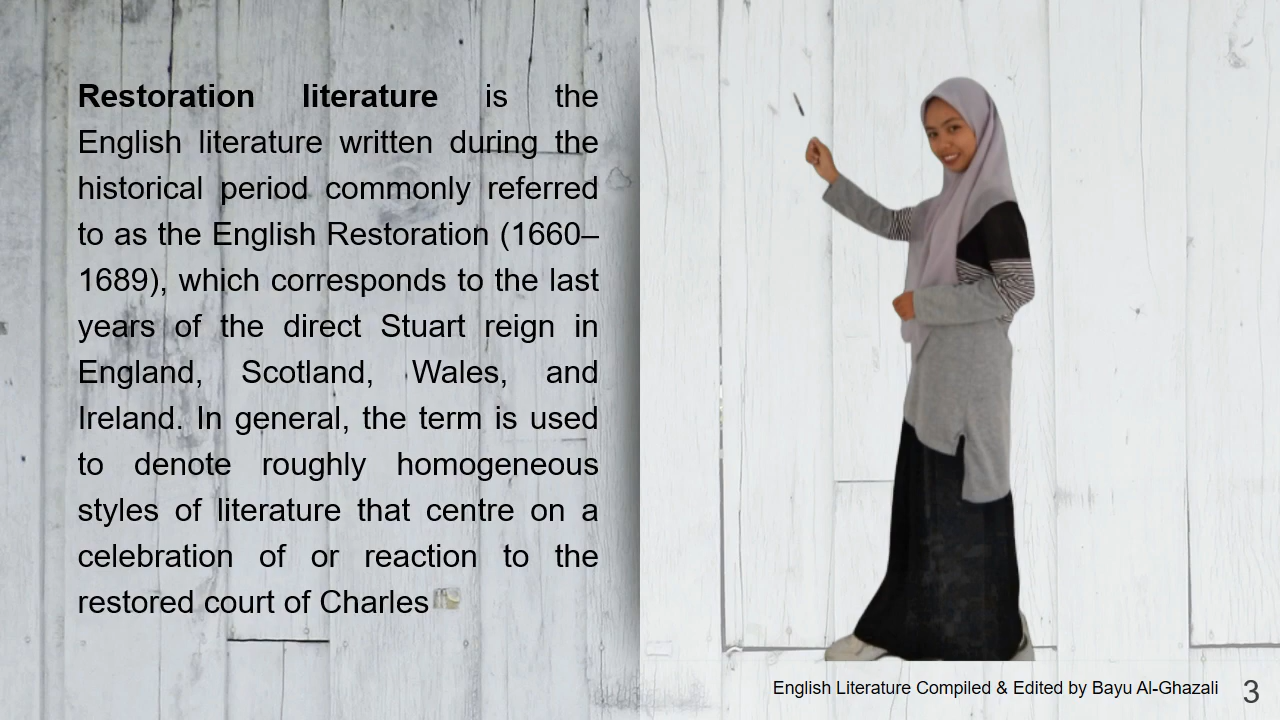 Restoration literature is the
English literature written during the
historical period commonly referred
to as the English Restoration (1660–
1689), which corresponds to the last
years of the direct Stuart reign in
England, Scotland, Wales, and
Ireland. In general, the term is used
to denote roughly homogeneous
styles of literature that centre on a
celebration of or reaction to the
restored court of Charles
English Literature Compiled & Edited by Bayu Al-Ghazali
3